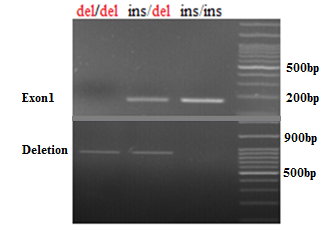 del/del ins/del ins/ins
500bp
Exon1 200bp
900bp
Deletion
500bp